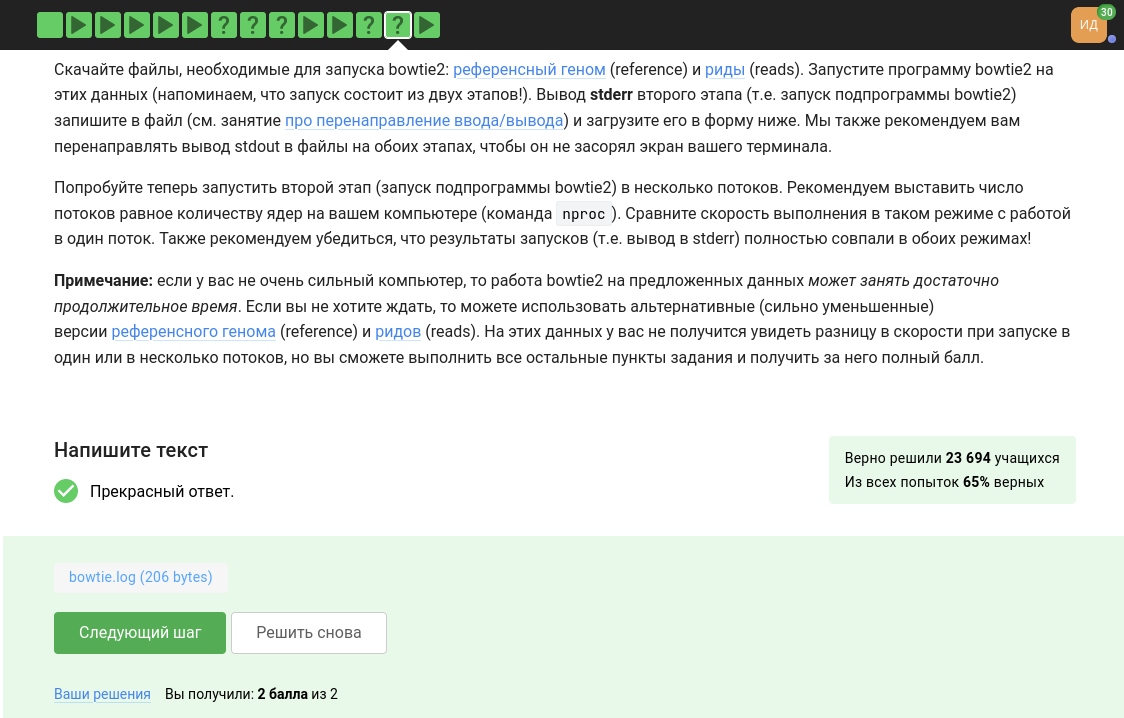 ? ? ? ? ?
ИД
30
Скачайте файлы, необходимые для запуска bowtie2: референсный геном (reference) и риды (reads). Запустите программу bowtie2 на
этих данных (напоминаем, что запуск состоит из двух этапов!). Вывод stderr второго этапа (т.е. запуск подпрограммы bowtie2)
запишите в файл (см. занятие про перенаправление ввода/вывода) и загрузите его в форму ниже. Мы также рекомендуем вам
перенаправлять вывод stdout в файлы на обоих этапах, чтобы он не засорял экран вашего терминала.
Попробуйте теперь запустить второй этап (запуск подпрограммы bowtie2) в несколько потоков. Рекомендуем выставить число
потоков равное количеству ядер на вашем компьютере (команда nproc). Сравните скорость выполнения в таком режиме с работой
в один поток. Также рекомендуем убедиться, что результаты запусков (т.е. вывод в stderr) полностью совпали в обоих режимах!
Примечание: если у вас не очень сильный компьютер, то работа bowtie2 на предложенных данных может занять достаточно
продолжительное время. Если вы не хотите ждать, то можете использовать альтернативные (сильно уменьшенные)
версии референсного генома (reference) и ридов (reads). На этих данных у вас не получится увидеть разницу в скорости при запуске в
один или в несколько потоков, но вы сможете выполнить все остальные пункты задания и получить за него полный балл.
Напишите текст
Верно решили 23 694 учащихся
Из всех попыток 65% верных
Прекрасный ответ.
bowtie.log (206 bytes)
Следующий шаг
Решить снова
Ваши решения Вы получили: 2 балла из 2